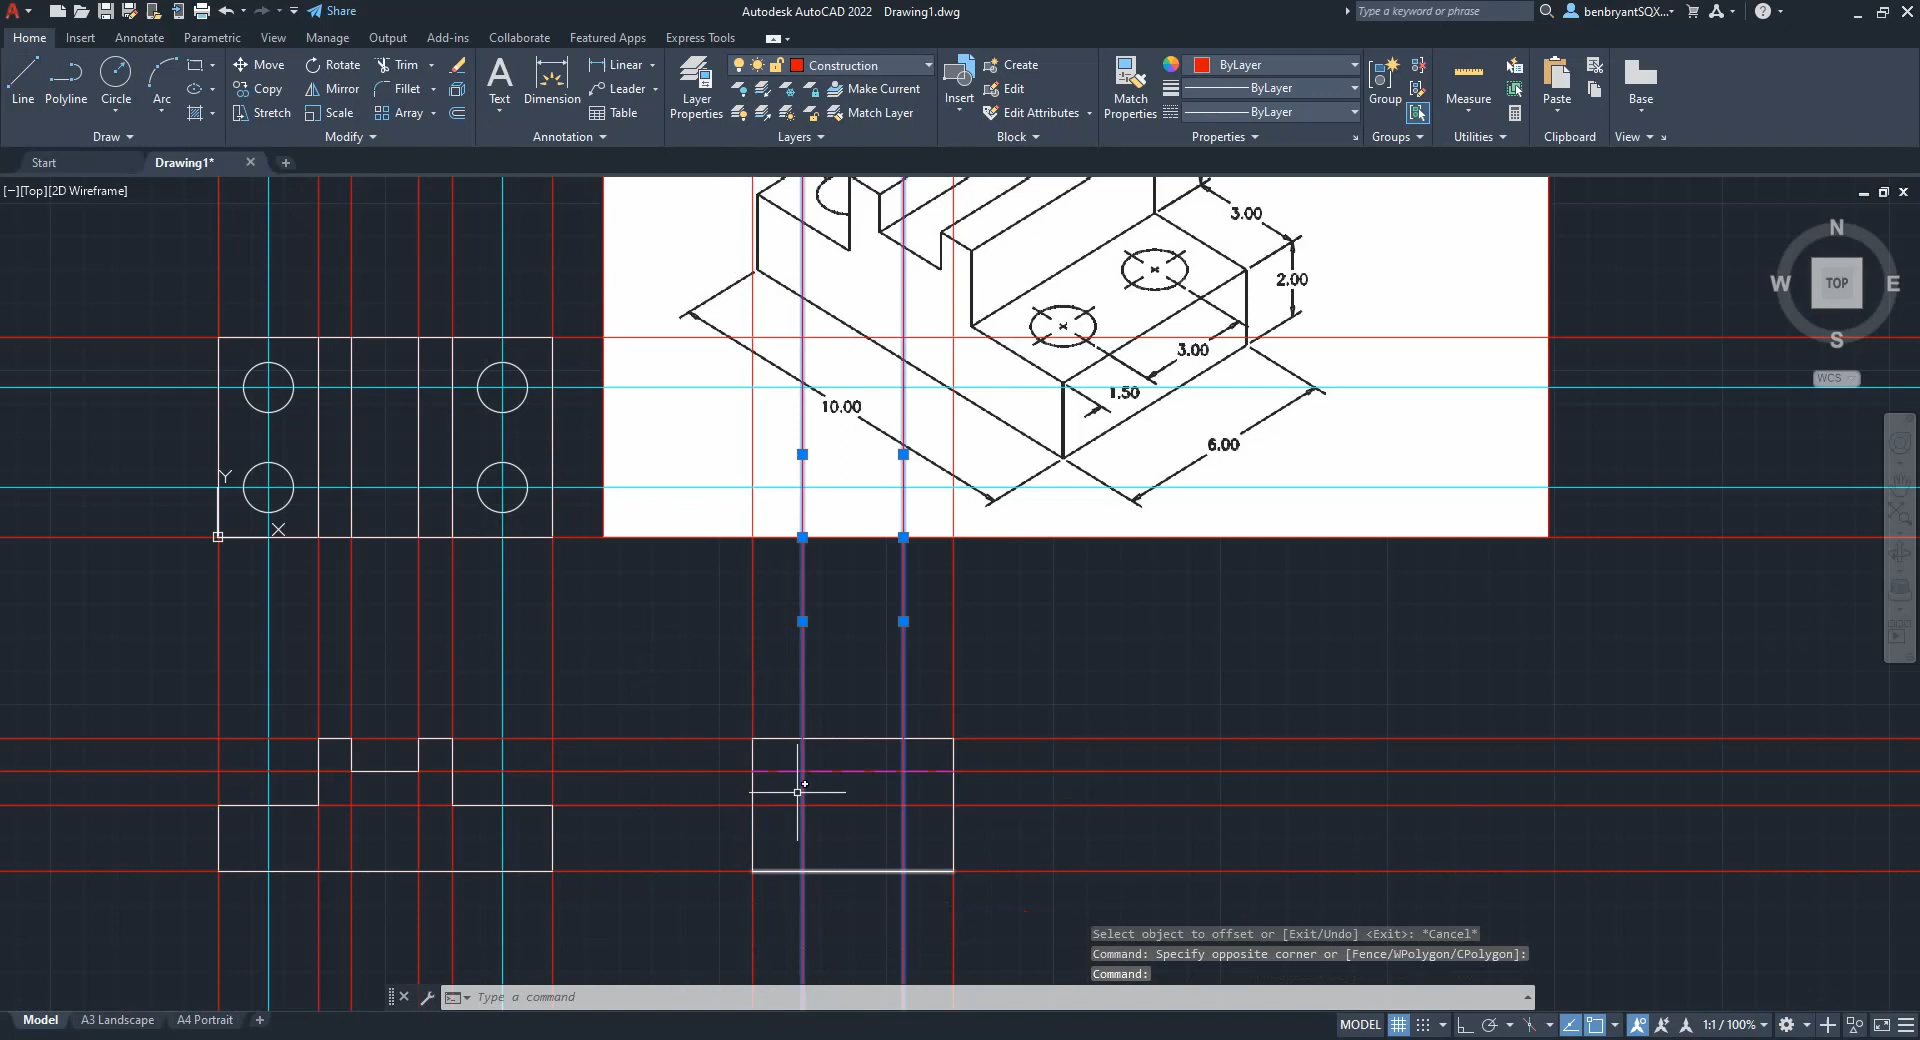 Share
Autodesk AutoCAD 2022 Drawing1.dwg
Type a keyword or phrase
benbryantSQX...
Home Insert Annotate Parametric View Manage Output Add-ins Collaborate Featured Apps Express Tools
Line Polyline Circle Arc
Draw
Move Rotate Trim
Copy Mirror Fillet
Stretch Scale Array
Modify
Text Dimension
Linear
Leader
Table
Annotation
Layer Properties
Construction
Make Current
Match Layer
Layers
Insert
Create
Edit
Edit Attributes
Block
Match Properties
ByLayer
ByLayer
ByLayer
Properties
Group
Groups
Measure
Utilities
Paste
Clipboard
Base
View
Start Drawing1*
[−][Top][2D Wireframe]
N
W TOP E
S
WCS
3.00
2.00
3.00
1.50
10.00
6.00
Y
X
Select object to offset or [Exit/Undo] <Exit>: *Cancel*
Command: Specify opposite corner or [Fence/WPolygon/CPolygon]:
Command:
Type a command
Model A3 Landscape A4 Portrait
MODEL 1:1 / 100%